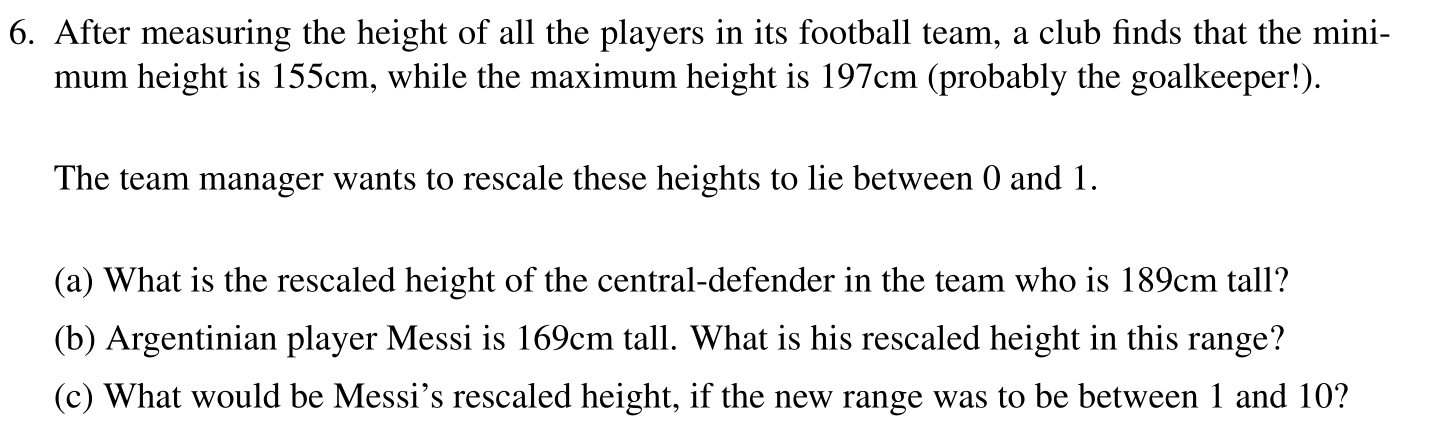 6. After measuring the height of all the players in its football team, a club finds that the mini-
mum height is 155cm, while the maximum height is 197cm (probably the goalkeeper!).
The team manager wants to rescale these heights to lie between 0 and 1.
(a) What is the rescaled height of the central-defender in the team who is 189cm tall?
(b) Argentinian player Messi is 169cm tall. What is his rescaled height in this range?
(c) What would be Messi's rescaled height, if the new range was to be between 1 and 10?